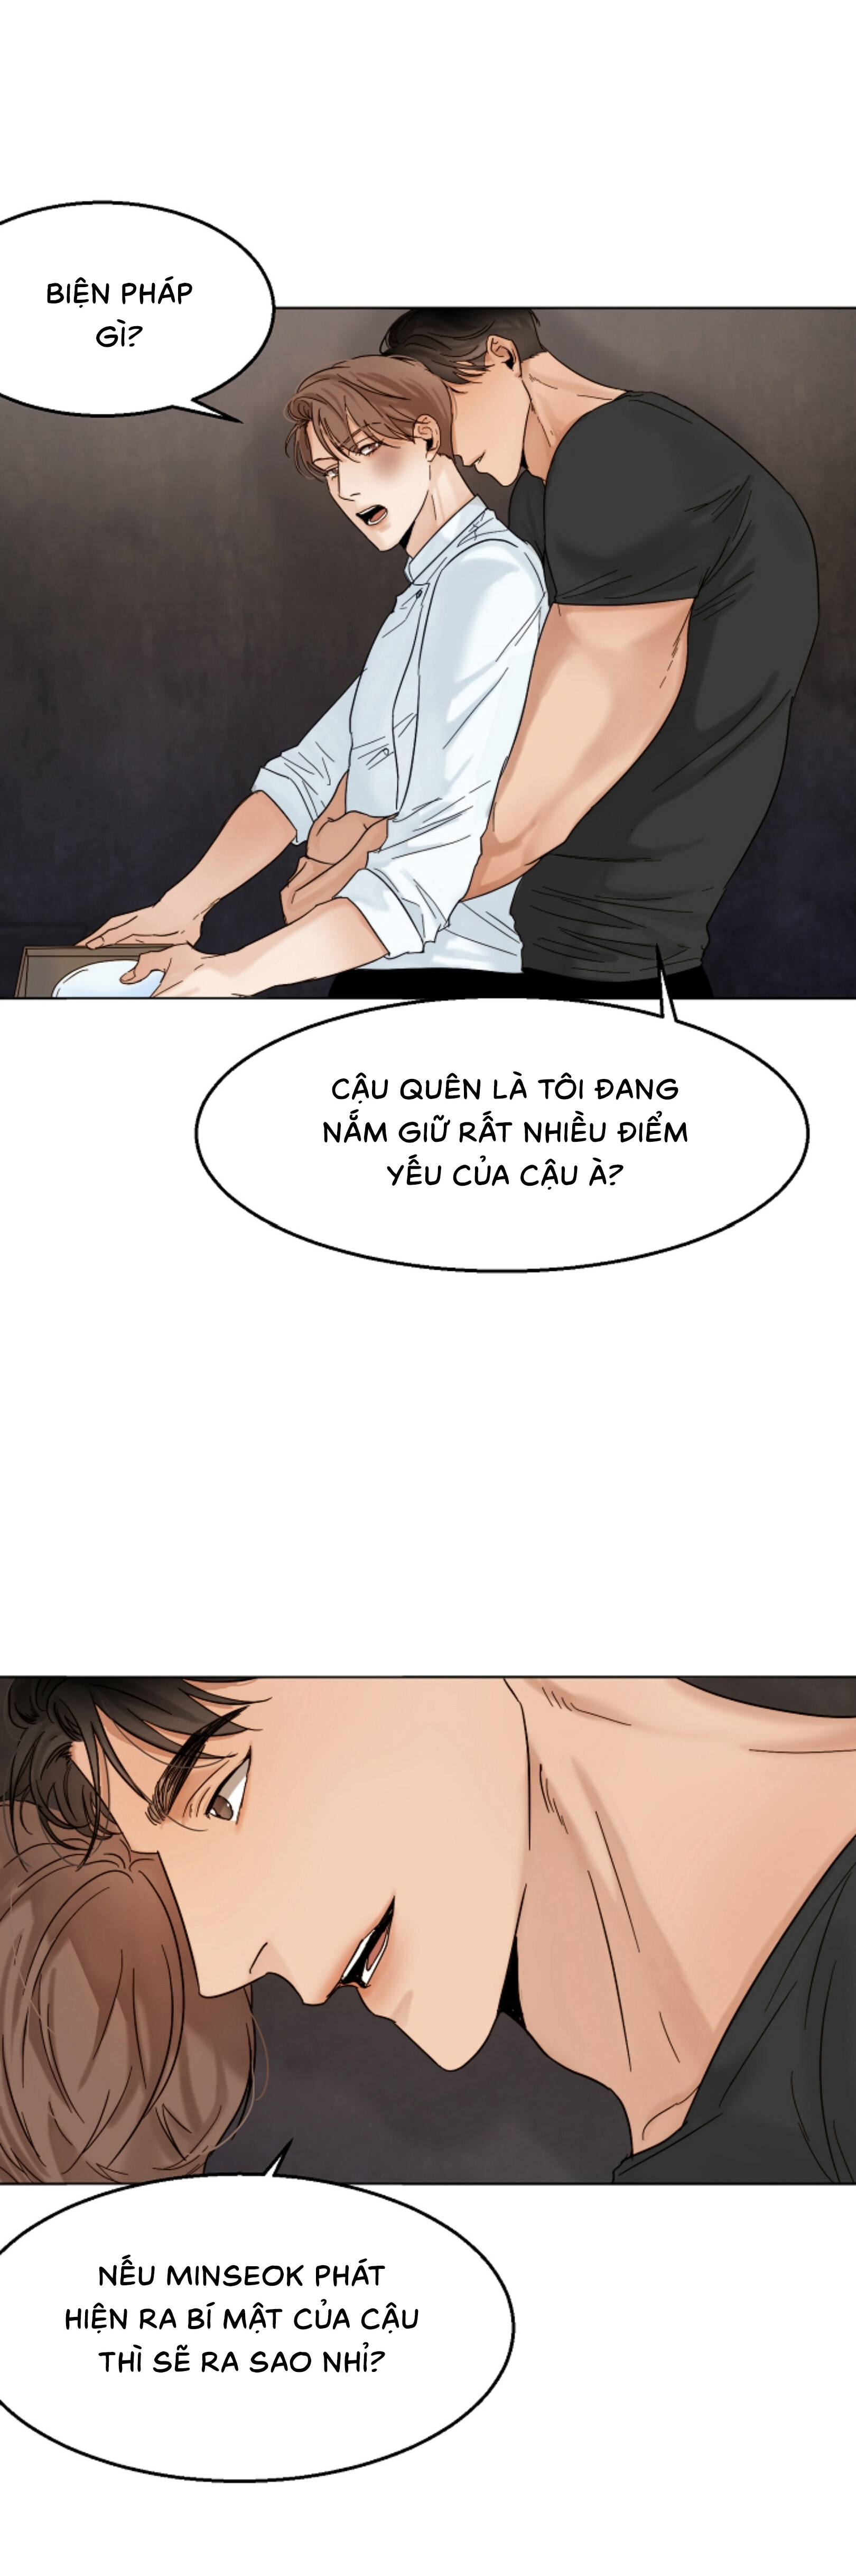 BIỆN PHÁP
GÌ?
CẬU QUÊN LÀ TÔI ĐANG
NẮM GIỮ RẤT NHIỀU ĐIỂM
YẾU CỦA CẬU À?
NẾU MINSEOK PHÁT
HIỆN RA BÍ MẬT CỦA CẬU
THÌ SẼ RA SAO NHỈ?